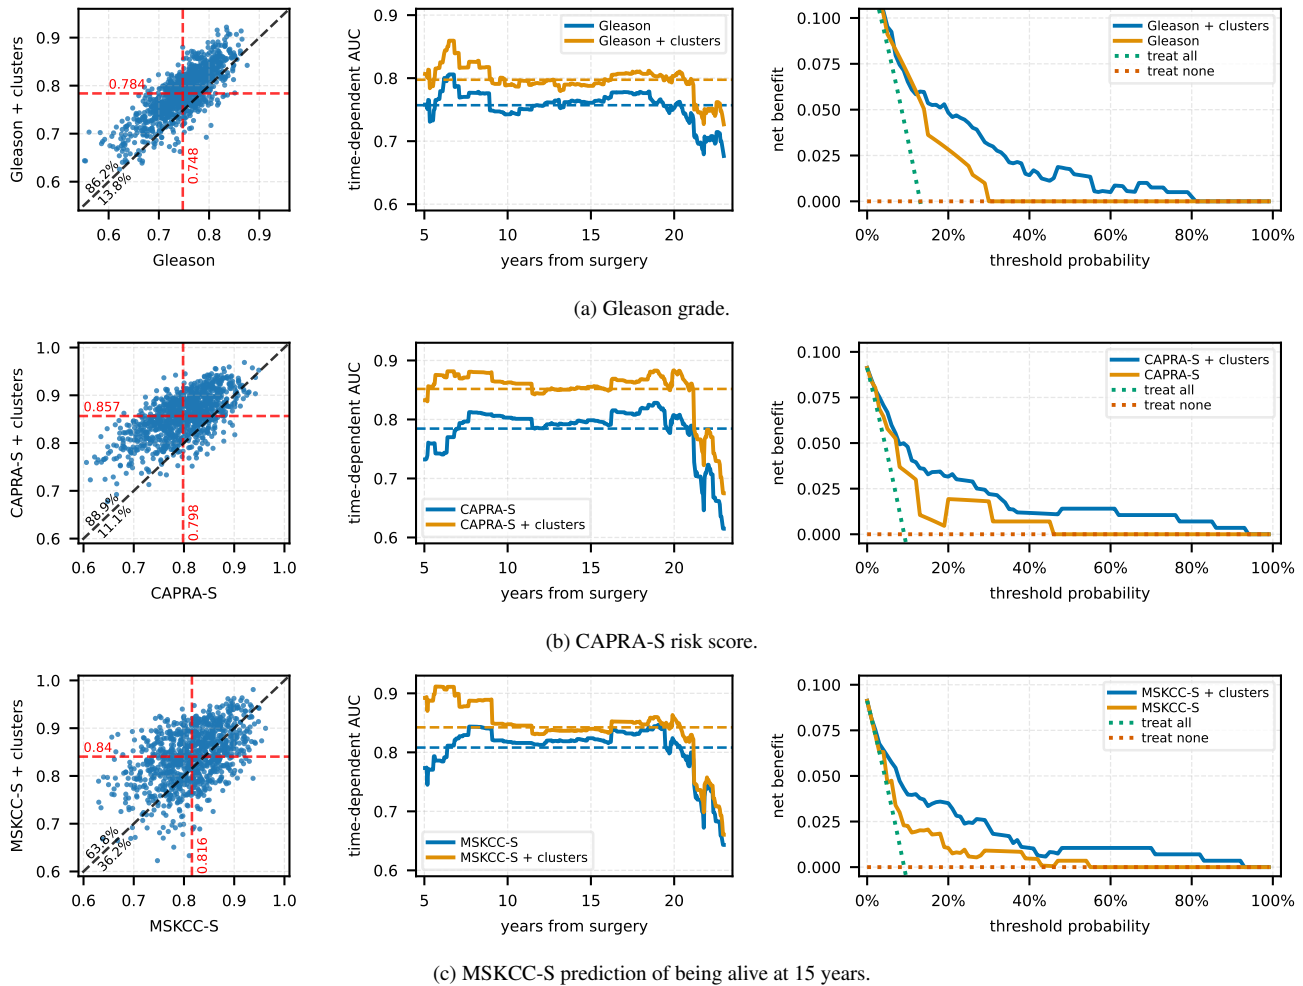 0.9
0.8
0.7
0.6
Gleason + clusters
0.784
0.748
86.2%
13.8%
0.6
0.7
0.8
0.9
Gleason
0.9
0.8
0.7
0.6
time-dependent AUC
Gleason
Gleason + clusters
5
10
15
20
years from surgery
0.100
0.075
0.050
0.025
0.000
net benefit
Gleason + clusters
Gleason
treat all
treat none
0%
20%
40%
60%
80%
100%
threshold probability
(a) Gleason grade.
1.0
0.9
0.8
0.7
0.6
CAPRA-S + clusters
0.857
0.798
88.9%
11.1%
0.6
0.7
0.8
0.9
1.0
CAPRA-S
0.9
0.8
0.7
0.6
time-dependent AUC
CAPRA-S
CAPRA-S + clusters
5
10
15
20
years from surgery
0.100
0.075
0.050
0.025
0.000
net benefit
CAPRA-S + clusters
CAPRA-S
treat all
treat none
0%
20%
40%
60%
80%
100%
threshold probability
(b) CAPRA-S risk score.
1.0
0.9
0.8
0.7
0.6
MSKCC-S + clusters
0.84
0.816
63.8%
36.2%
0.6
0.7
0.8
0.9
1.0
MSKCC-S
0.9
0.8
0.7
0.6
time-dependent AUC
MSKCC-S
MSKCC-S + clusters
5
10
15
20
years from surgery
0.100
0.075
0.050
0.025
0.000
net benefit
MSKCC-S + clusters
MSKCC-S
treat all
treat none
0%
20%
40%
60%
80%
100%
threshold probability
(c) MSKCC-S prediction of being alive at 15 years.